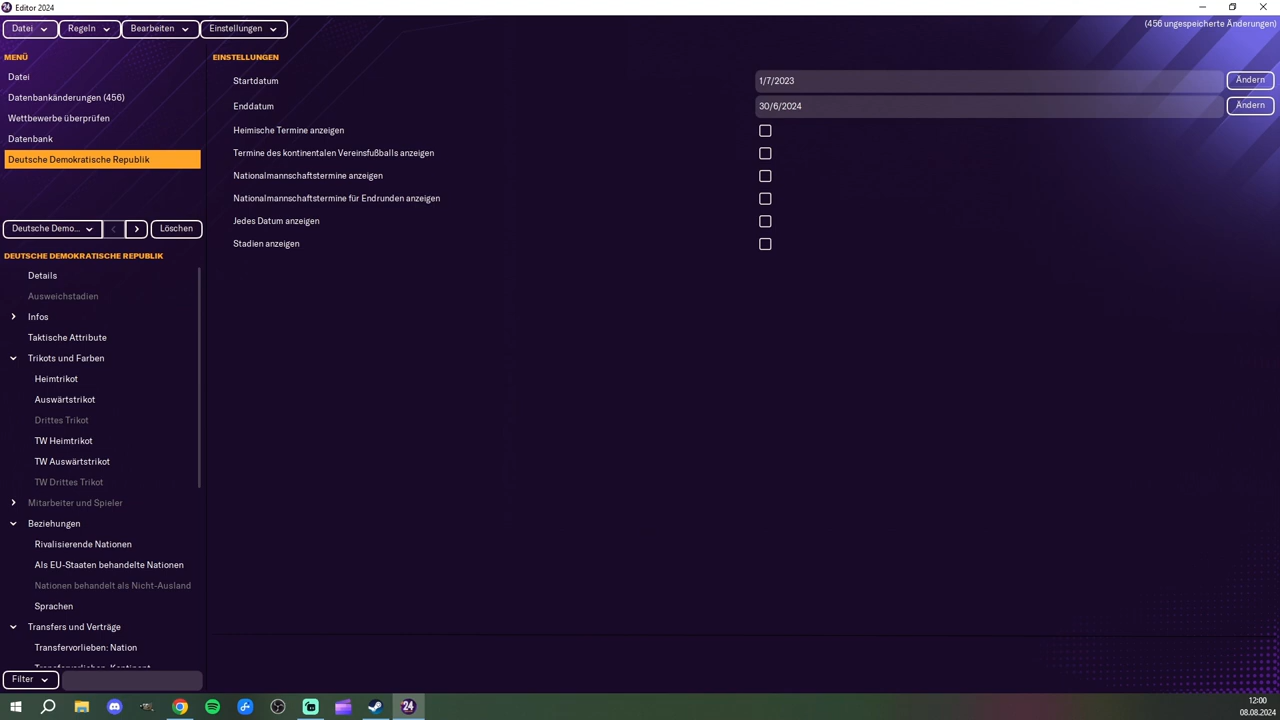 Editor 2024
Datei
Regeln
Bearbeiten
Einstellungen
(456 ungespeicherte Änderungen)
MENÜ
Datei
Datenbankänderungen (456)
Wettbewerbe überprüfen
Datenbank
Deutsche Demokratische Republik
Deutsche Demo...
Löschen
DEUTSCHE DEMOKRATISCHE REPUBLIK
Details
Ausweichstadien
Infos
Taktische Attribute
Trikots und Farben
Heimtrikot
Auswärtstrikot
Drittes Trikot
TW Heimtrikot
TW Auswärtstrikot
TW Drittes Trikot
Mitarbeiter und Spieler
Beziehungen
Rivalisierende Nationen
Als EU-Staaten behandelte Nationen
Nationen behandelt als Nicht-Ausland
Sprachen
Transfers und Verträge
Transfervorlieben: Nation
Transfervorlieben: Kontinent
Filter
EINSTELLUNGEN
Startdatum
1/7/2023
Ändern
Enddatum
30/6/2024
Ändern
Heimische Termine anzeigen
Termine des kontinentalen Vereinsfußballs anzeigen
Nationalmannschaftstermine anzeigen
Nationalmannschaftstermine für Endrunden anzeigen
Jedes Datum anzeigen
Stadien anzeigen
24
12:00
08.08.2024